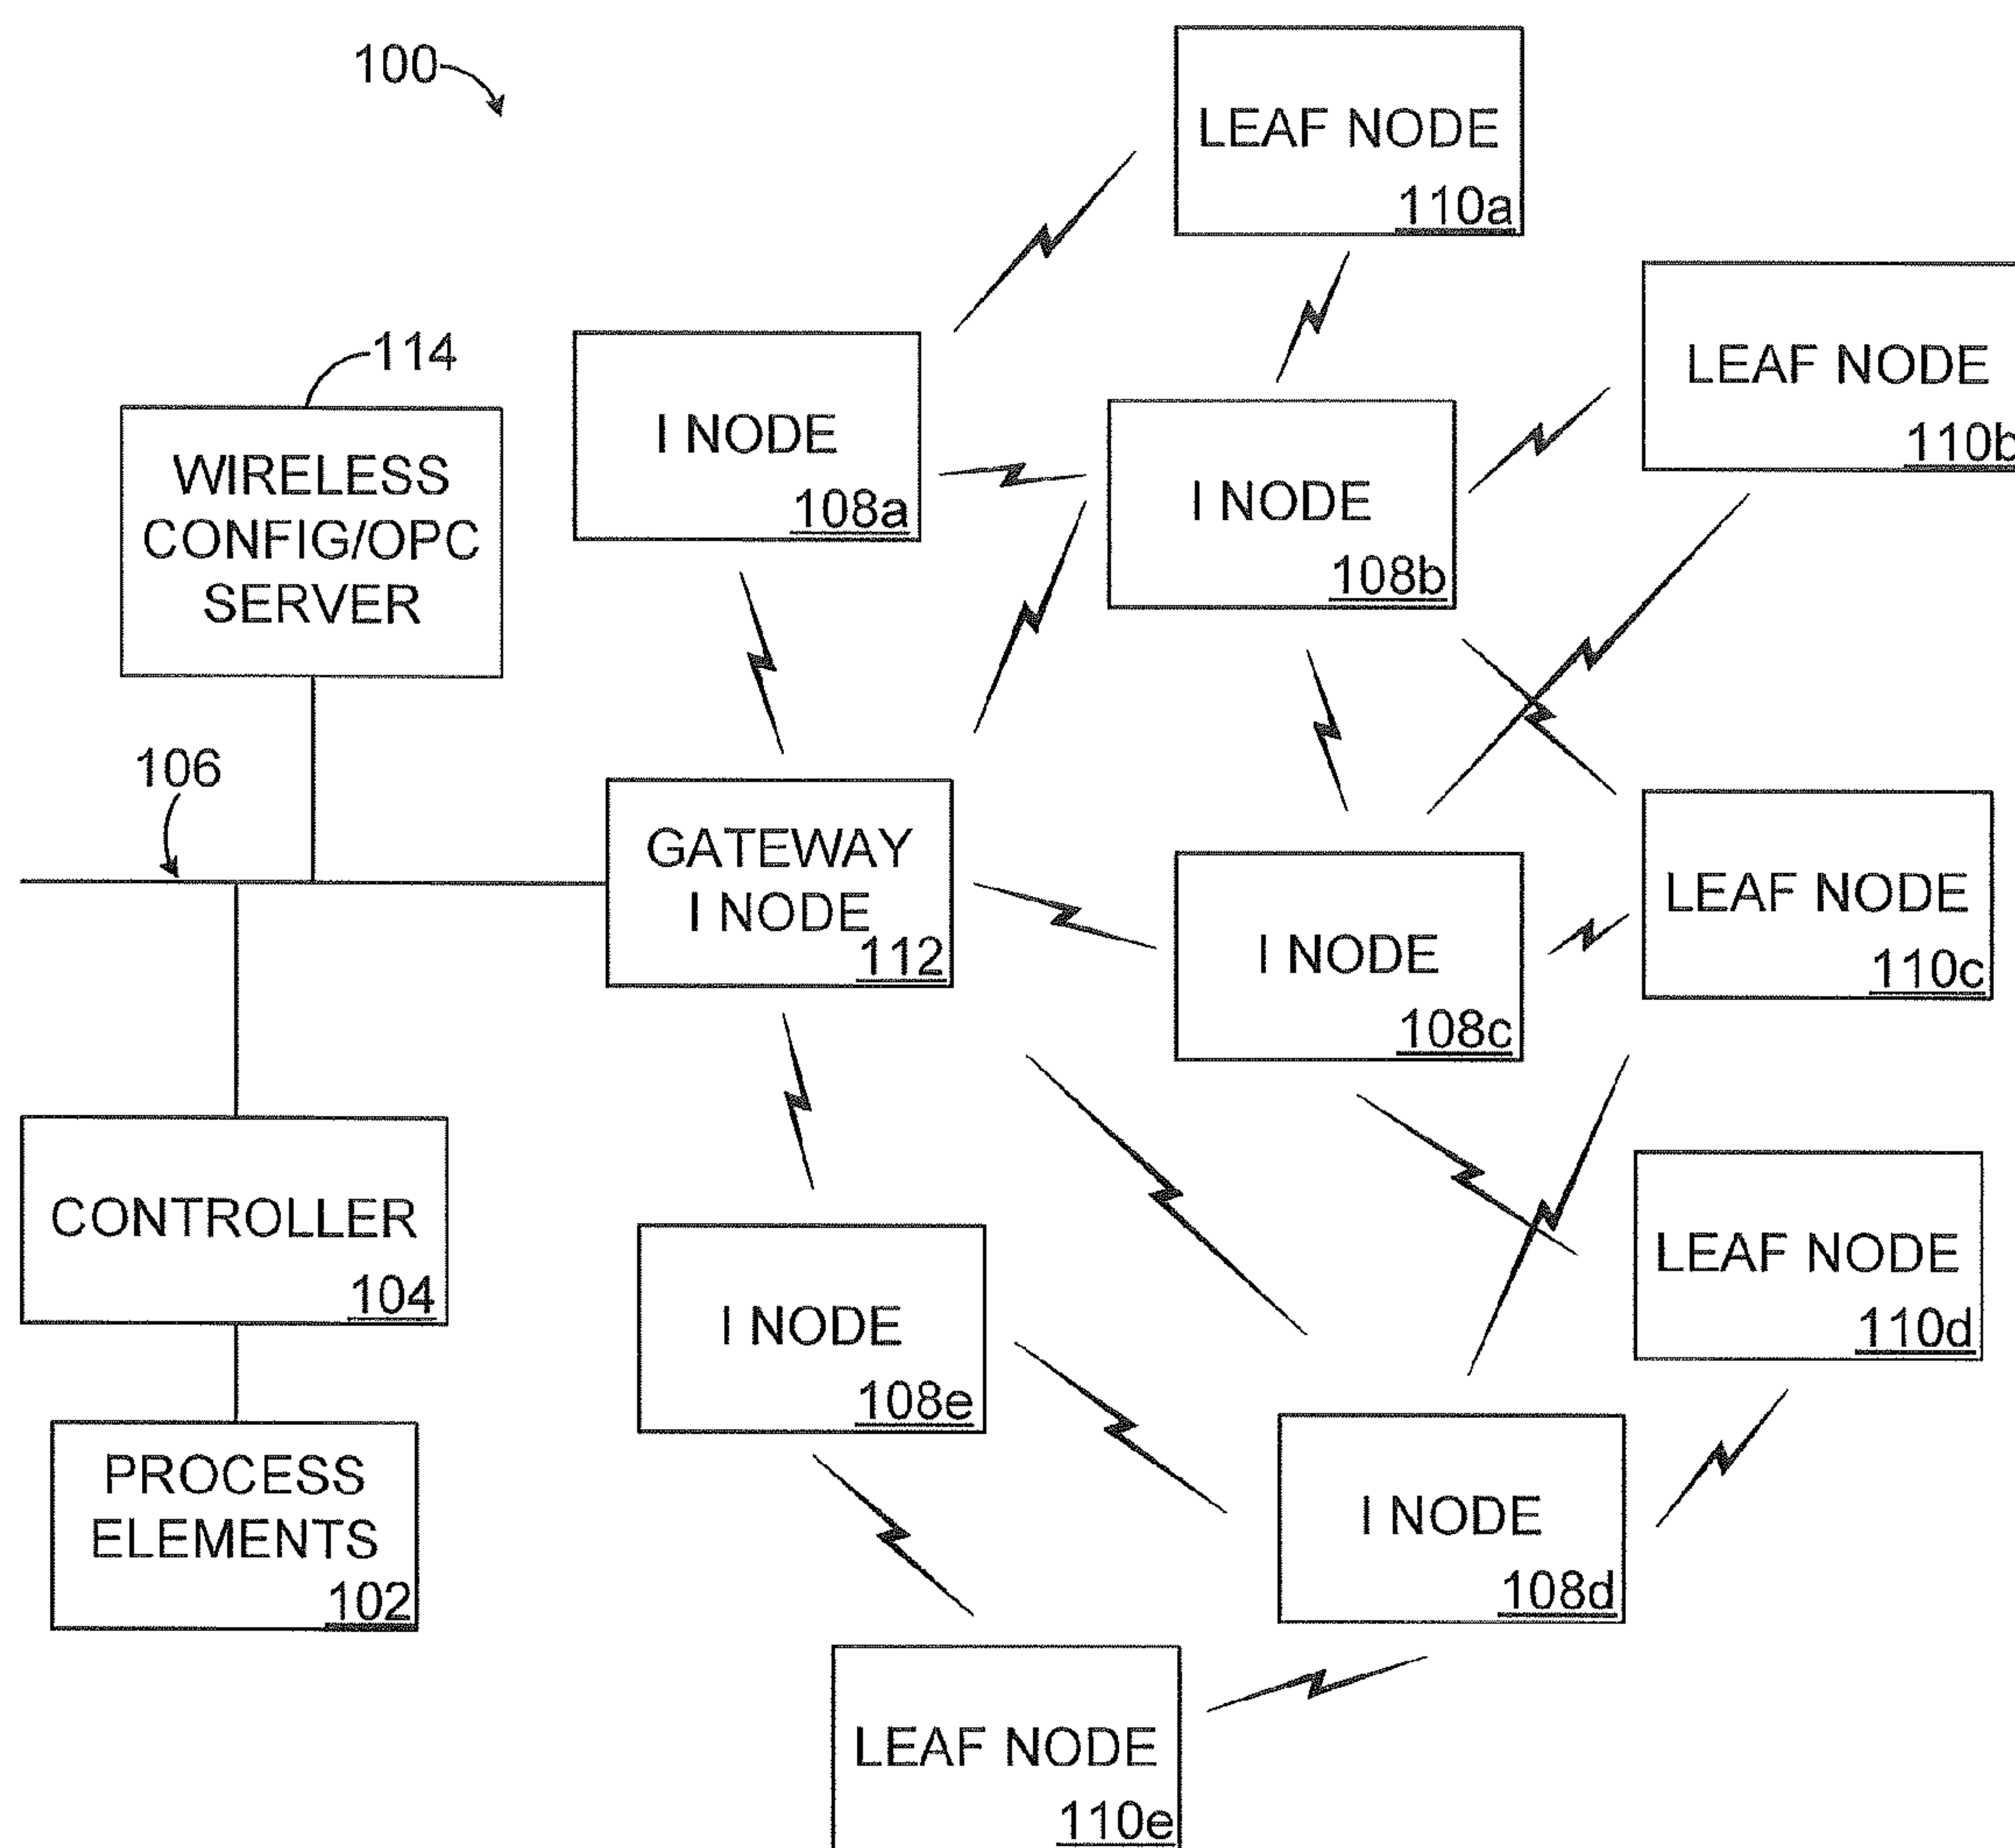 100
LEAF NODE
110a
LEAF NODE
110b
114
WIRELESS
CONFIG/OPC
SERVER
I NODE
108a
I NODE
108b
106
GATEWAY
I NODE
112
I NODE
108c
LEAF NODE
110c
CONTROLLER
104
I NODE
108e
LEAF NODE
110d
PROCESS
ELEMENTS
102
I NODE
108d
LEAF NODE
110e